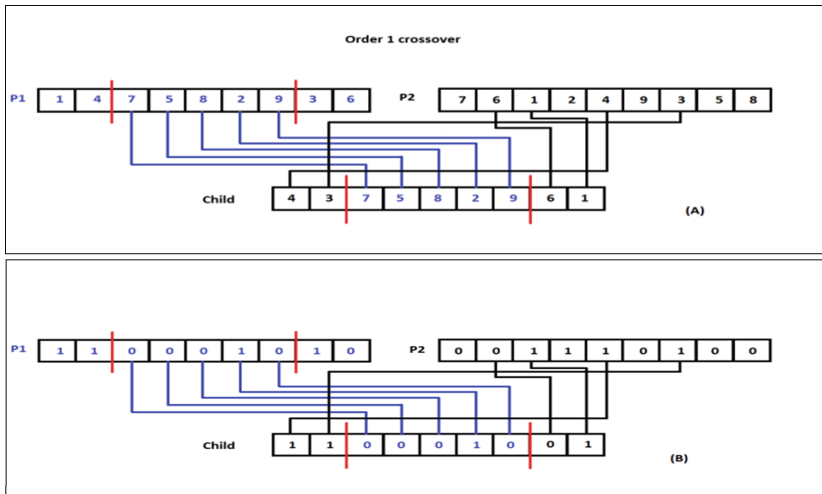 Order 1 crossover
P1 1 4 7 5 8 2 9 3 6 P2 7 6 1 2 4 9 3 5 8
Child 4 3 7 5 8 2 9 6 1
(A)
P1 1 1 0 0 0 1 0 1 0 P2 0 0 1 1 1 0 1 0 0
Child 1 1 0 0 0 1 0 0 1
(B)